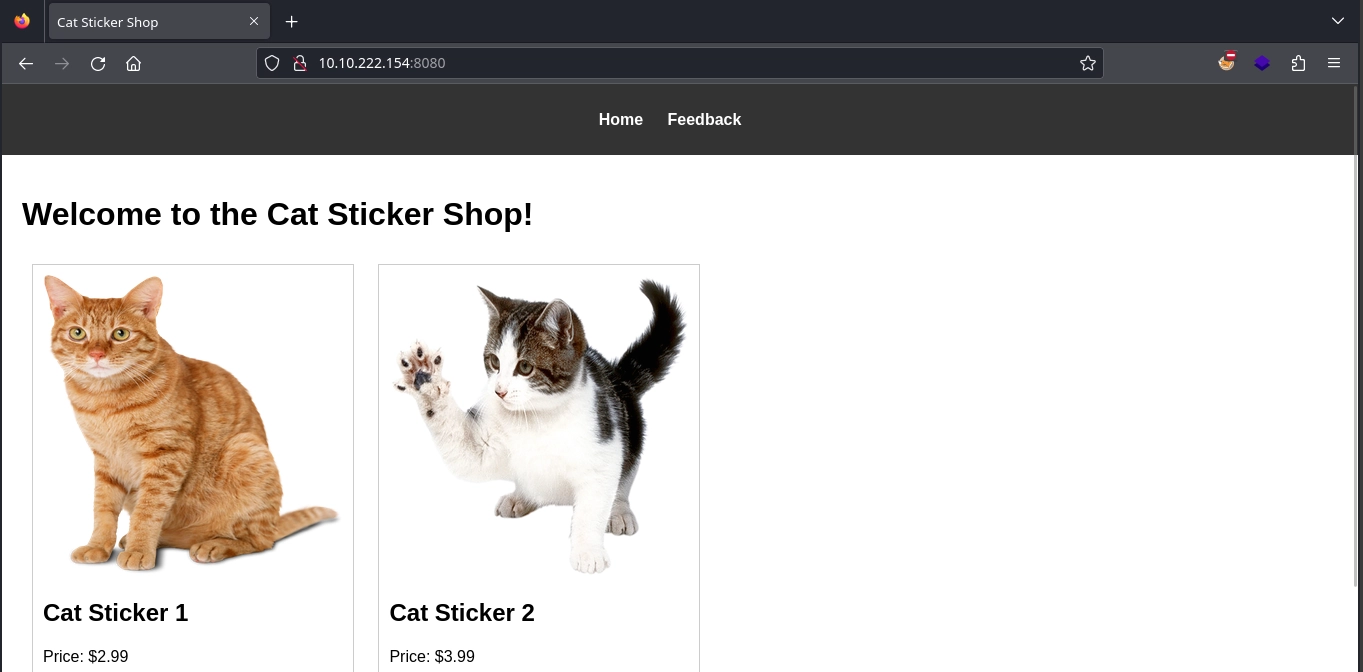 Cat Sticker Shop
10.10.222.154:8080
Home Feedback
Welcome to the Cat Sticker Shop!
Cat Sticker 1 Cat Sticker 2
Price: $2.99 Price: $3.99